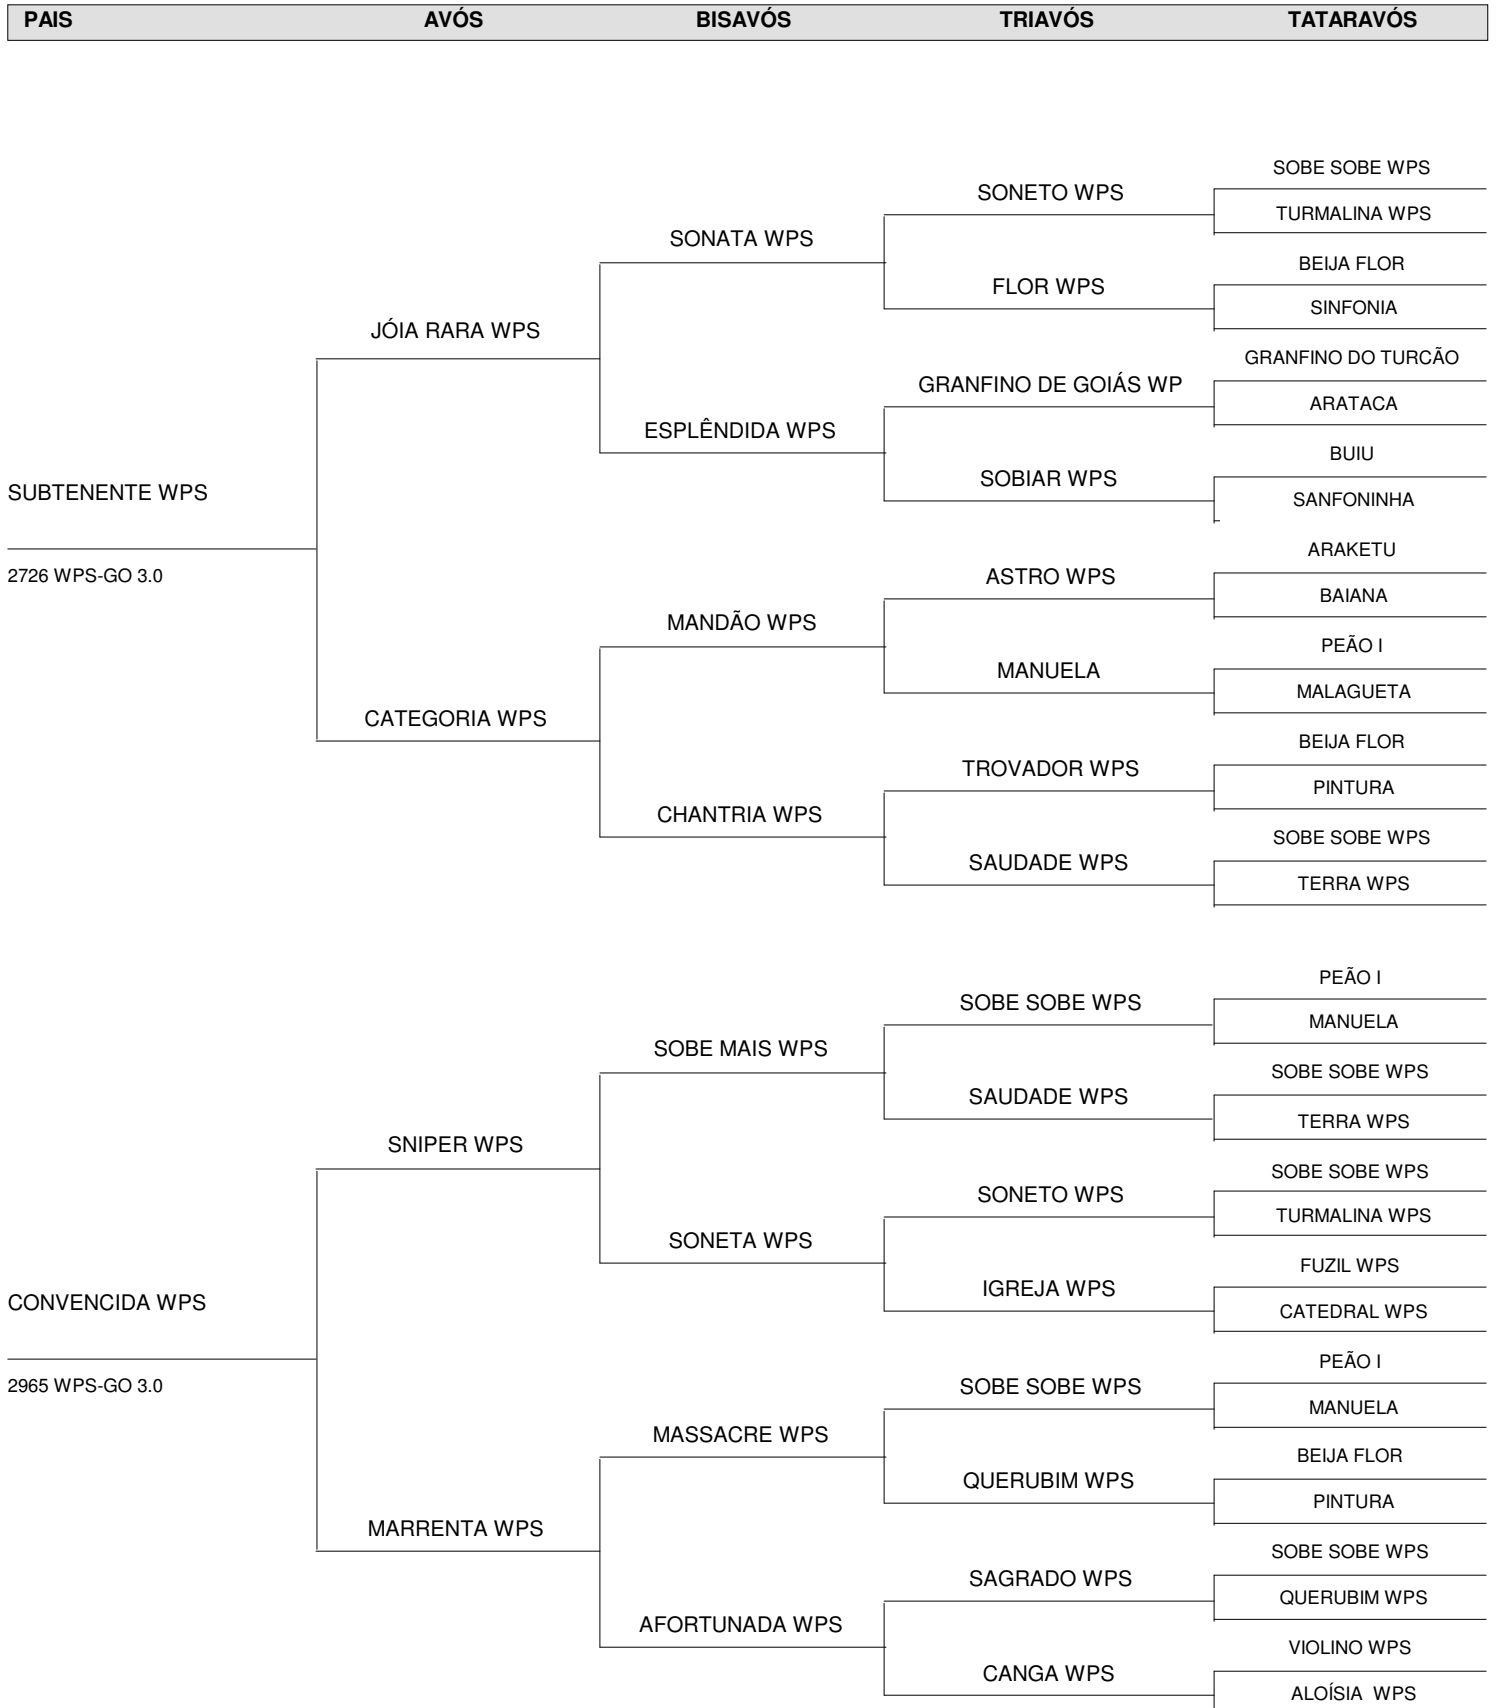 PAIS AVÓS BISAVÓS TRIAVÓS TATARAVÓS
SOBE SOBE WPS
SONETO WPS
TURMALINA WPS
SONATA WPS
BEIJA FLOR
FLOR WPS
SINFONIA
JÓIA RARA WPS
GRANFINO DO TURCÃO
GRANFINO DE GOIÁS WP
ARATACA
ESPLÊNDIDA WPS
BUIU
SOBIAR WPS
SUBTENENTE WPS
SANFONINHA
ARAKETU
2726 WPS-GO 3.0
ASTRO WPS
BAIANA
MANDÃO WPS
PEÃO I
MANUELA
MALAGUETA
CATEGORIA WPS
BEIJA FLOR
TROVADOR WPS
PINTURA
CHANTRIA WPS
SOBE SOBE WPS
SAUDADE WPS
TERRA WPS
PEÃO I
SOBE SOBE WPS
MANUELA
SOBE MAIS WPS
SOBE SOBE WPS
SAUDADE WPS
TERRA WPS
SNIPER WPS
SOBE SOBE WPS
SONETO WPS
TURMALINA WPS
SONETA WPS
FUZIL WPS
IGREJA WPS
CONVENCIDA WPS
CATEDRAL WPS
PEÃO I
2965 WPS-GO 3.0
SOBE SOBE WPS
MANUELA
MASSACRE WPS
BEIJA FLOR
QUERUBIM WPS
PINTURA
MARRENTA WPS
SOBE SOBE WPS
SAGRADO WPS
QUERUBIM WPS
AFORTUNADA WPS
VIOLINO WPS
CANGA WPS
ALOÍSIA WPS